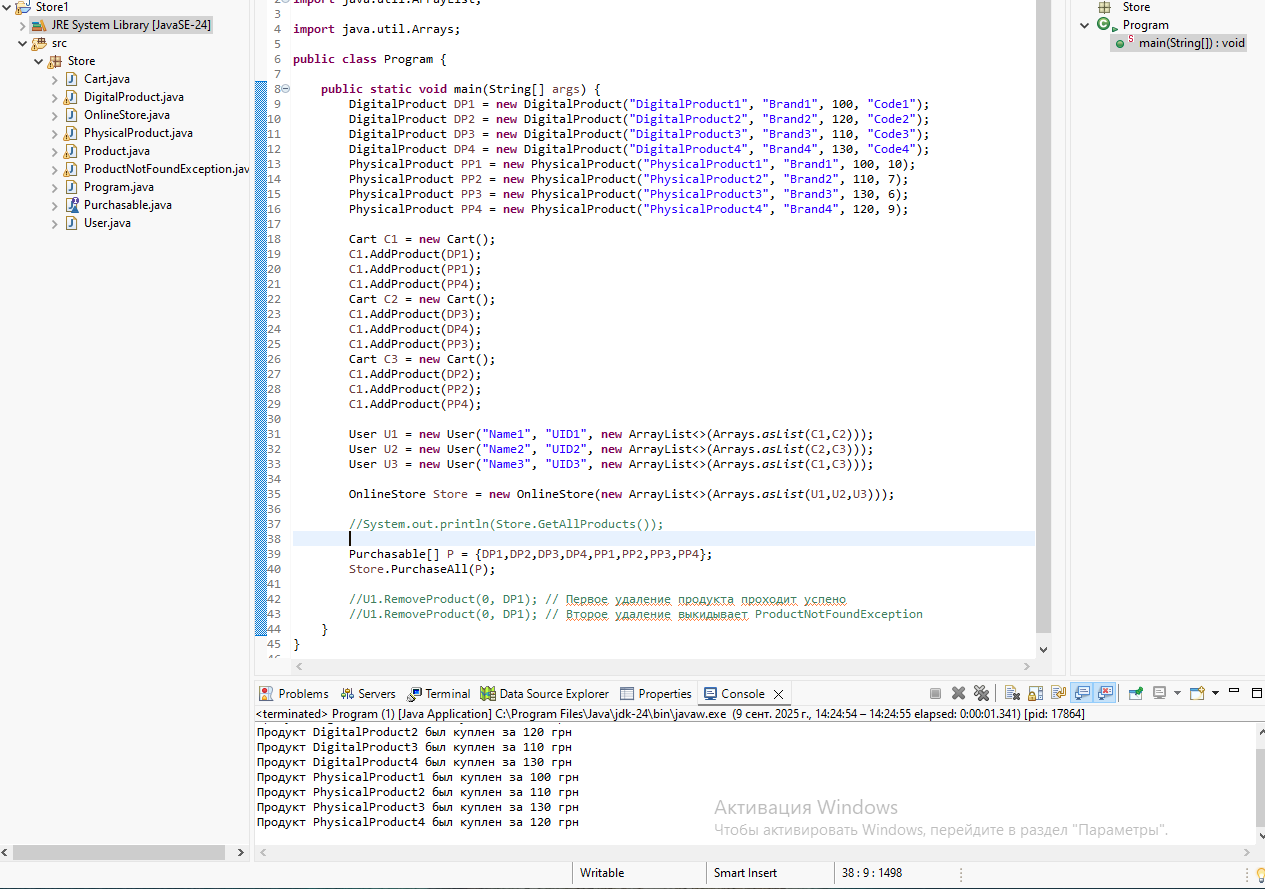 Store1
JRE System Library [JavaSE-24]
src
Store
Cart.java
DigitalProduct.java
OnlineStore.java
PhysicalProduct.java
Product.java
ProductNotFoundException.jav
Program.java
Purchasable.java
User.java
2 import java.util.ArrayList;
3
4 import java.util.Arrays;
5
6 public class Program {
7
8 public static void main(String[] args) {
9 DigitalProduct DP1 = new DigitalProduct("DigitalProduct1", "Brand1", 100, "Code1");
10 DigitalProduct DP2 = new DigitalProduct("DigitalProduct2", "Brand2", 120, "Code2");
11 DigitalProduct DP3 = new DigitalProduct("DigitalProduct3", "Brand3", 110, "Code3");
12 DigitalProduct DP4 = new DigitalProduct("DigitalProduct4", "Brand4", 130, "Code4");
13 PhysicalProduct PP1 = new PhysicalProduct("PhysicalProduct1", "Brand1", 100, 10);
14 PhysicalProduct PP2 = new PhysicalProduct("PhysicalProduct2", "Brand2", 110, 7);
15 PhysicalProduct PP3 = new PhysicalProduct("PhysicalProduct3", "Brand3", 130, 6);
16 PhysicalProduct PP4 = new PhysicalProduct("PhysicalProduct4", "Brand4", 120, 9);
17
18 Cart C1 = new Cart();
19 C1.AddProduct(DP1);
20 C1.AddProduct(PP1);
21 C1.AddProduct(PP4);
22 Cart C2 = new Cart();
23 C1.AddProduct(DP3);
24 C1.AddProduct(DP4);
25 C1.AddProduct(PP3);
26 Cart C3 = new Cart();
27 C1.AddProduct(DP2);
28 C1.AddProduct(PP2);
29 C1.AddProduct(PP4);
30
31 User U1 = new User("Name1", "UID1", new ArrayList<>(Arrays.asList(C1,C2)));
32 User U2 = new User("Name2", "UID2", new ArrayList<>(Arrays.asList(C2,C3)));
33 User U3 = new User("Name3", "UID3", new ArrayList<>(Arrays.asList(C1,C3)));
34
35 OnlineStore Store = new OnlineStore(new ArrayList<>(Arrays.asList(U1,U2,U3)));
36
37 //System.out.println(Store.GetAllProducts());
38
39 Purchasable[] P = {DP1,DP2,DP3,DP4,PP1,PP2,PP3,PP4};
40 Store.PurchaseAll(P);
41
42 //U1.RemoveProduct(0, DP1); // Первое удаление продукта проходит успено
43 //U1.RemoveProduct(0, DP1); // Второе удаление выкидывает ProductNotFoundException
44 }
45 }
Store
Program
S main(String[]) : void
Problems Servers Terminal Data Source Explorer Properties Console
<terminated> Program (1) [Java Application] C:\Program Files\Java\jdk-24\bin\javaw.exe (9 сент. 2025 г., 14:24:54 – 14:24:55 elapsed: 0:00:01.341) [pid: 17864]
Продукт DigitalProduct2 был куплен за 120 грн
Продукт DigitalProduct3 был куплен за 110 грн
Продукт DigitalProduct4 был куплен за 130 грн
Продукт PhysicalProduct1 был куплен за 100 грн
Продукт PhysicalProduct2 был куплен за 110 грн
Продукт PhysicalProduct3 был куплен за 130 грн
Продукт PhysicalProduct4 был куплен за 120 грн
Активация Windows
Чтобы активировать Windows, перейдите в раздел "Параметры".
Writable Smart Insert 38 : 9 : 1498